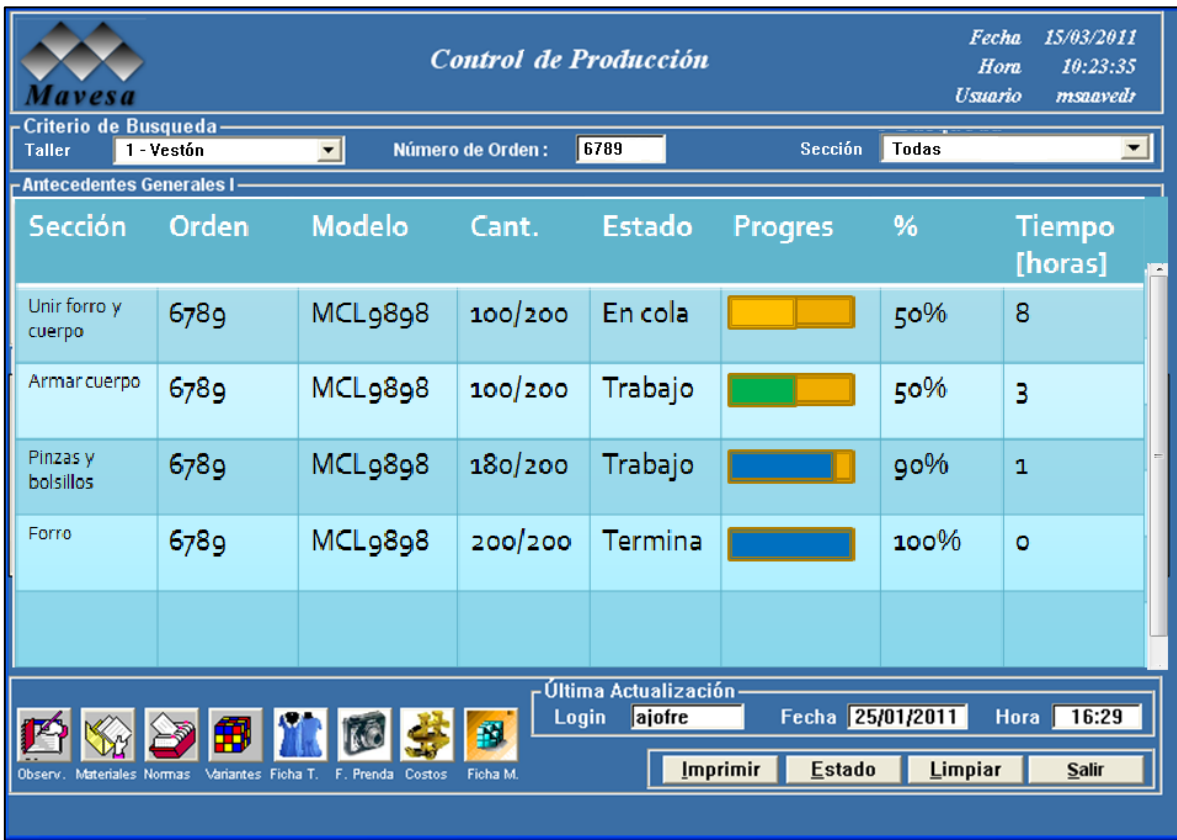 Mavesa
Control de Producción
Fecha 15/03/2011
Hora 10:23:35
Usuario msaavedr
Criterio de Busqueda
Taller 1 - Vestón Número de Orden : 6789 Sección Todas
Antecedentes Generales I
Sección Orden Modelo Cant. Estado Progres % Tiempo
[horas]
Unir forro y
cuerpo 6789 MCL9898 100/200 En cola 50% 8
Armar cuerpo 6789 MCL9898 100/200 Trabajo 50% 3
Pinzas y
bolsillos 6789 MCL9898 180/200 Trabajo 90% 1
Forro 6789 MCL9898 200/200 Termina 100% 0
Última Actualización
Login ajofre Fecha 25/01/2011 Hora 16:29
Observ. Materiales Normas Variantes Ficha T. F. Prenda Costos Ficha M.
Imprimir Estado Limpiar Salir